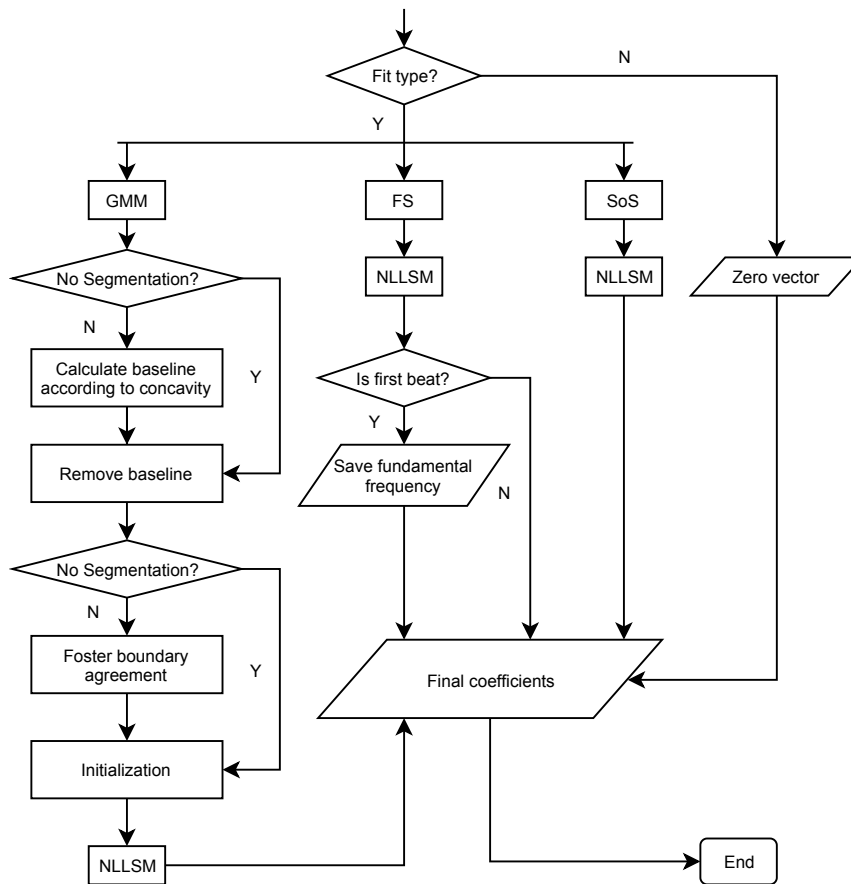 Fit type?
N
Y
GMM
FS
SoS
No Segmentation?
NLLSM
NLLSM
Zero vector
N
Calculate baseline
according to concavity
Y
Is first beat?
Y
Remove baseline
Save fundamental
frequency
N
No Segmentation?
N
Foster boundary
agreement
Y
Final coefficients
Initialization
NLLSM
End